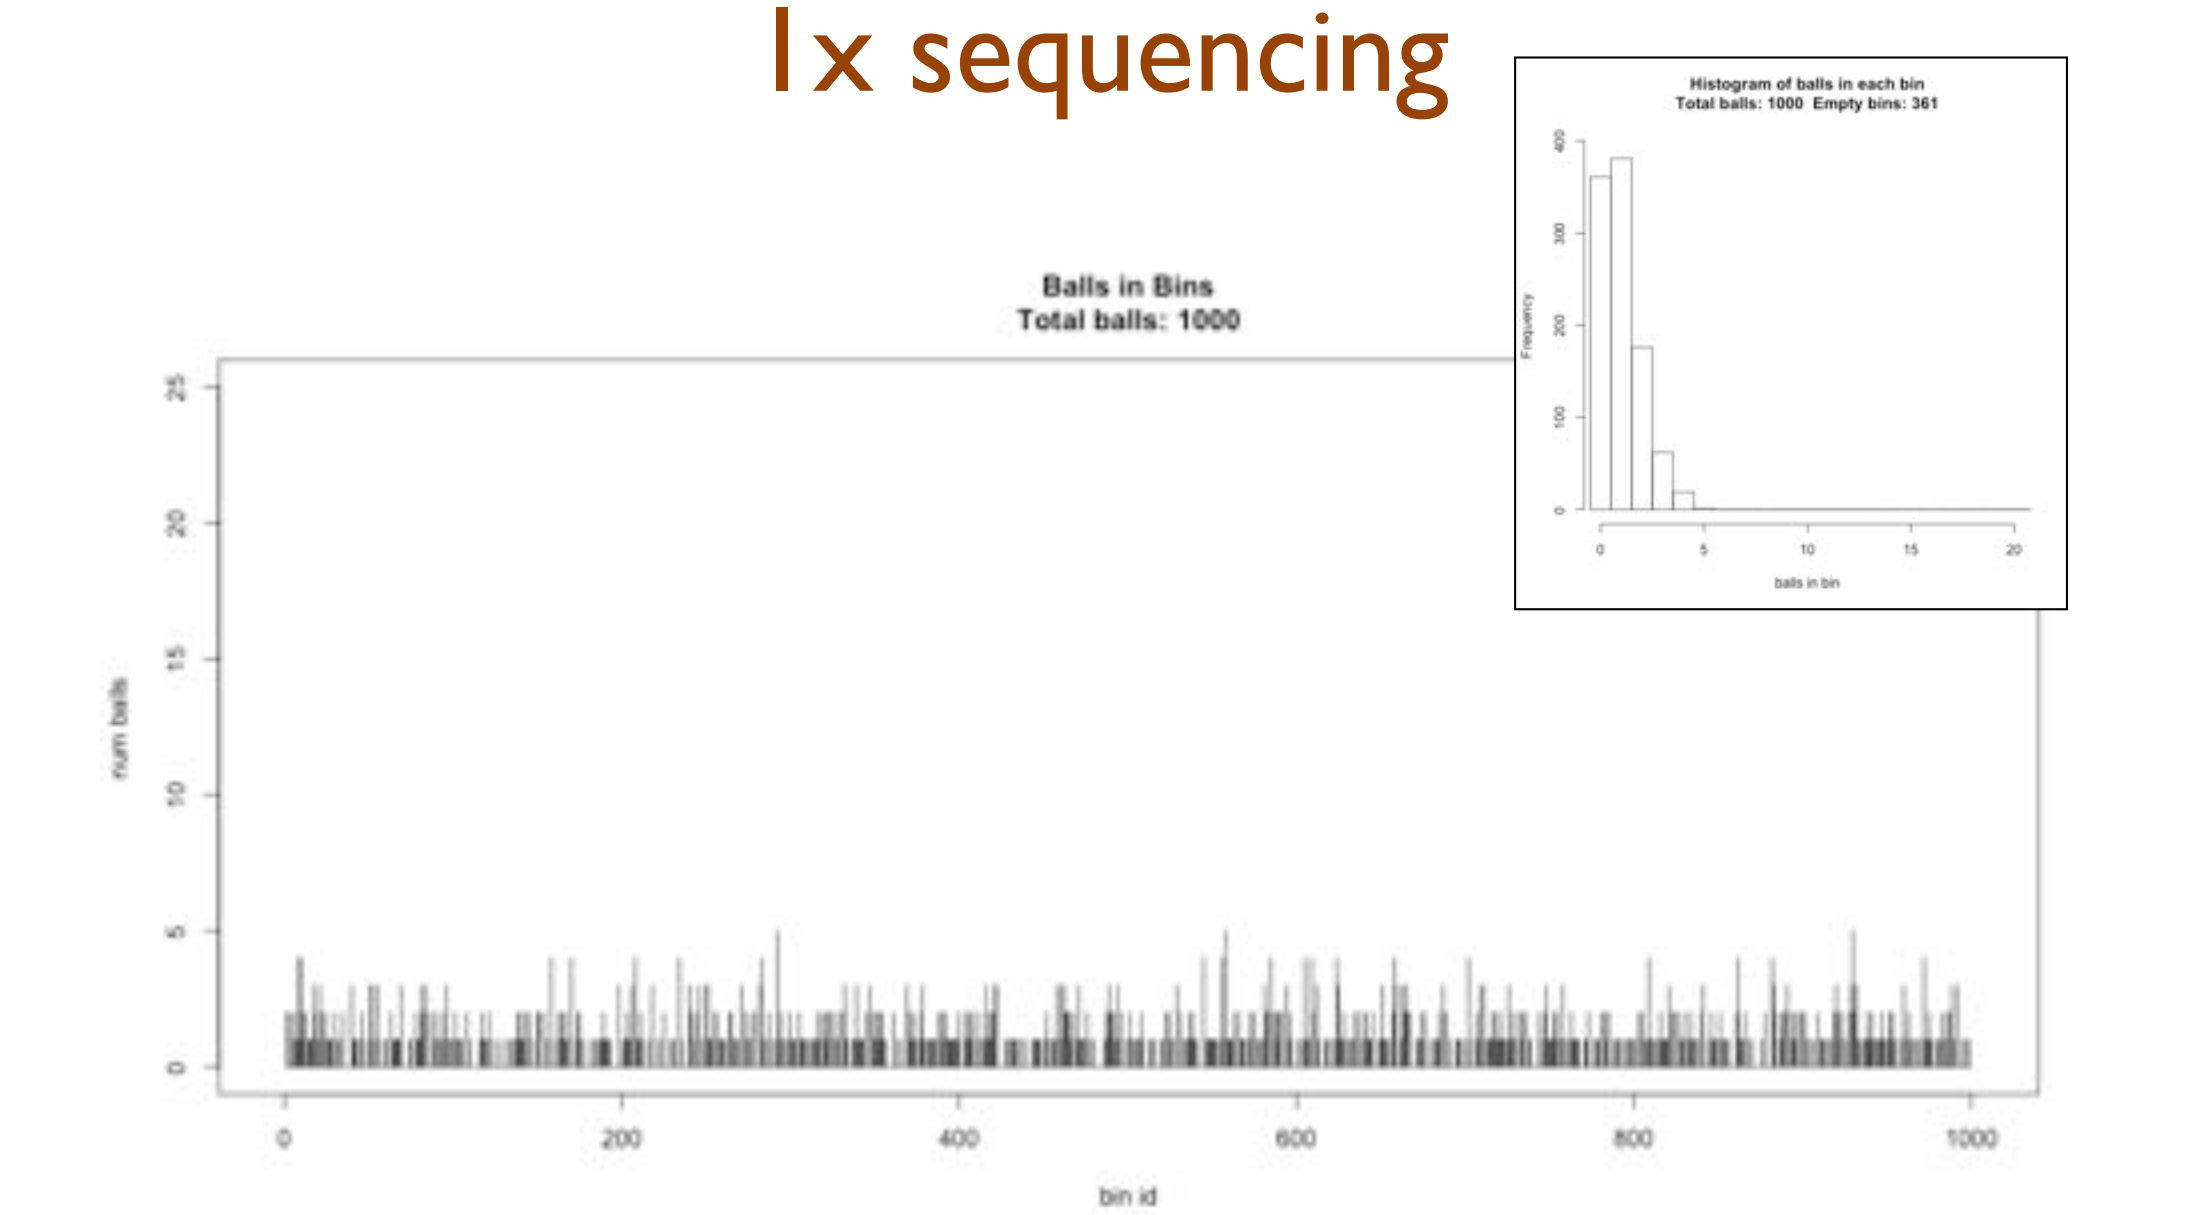 1x sequencing
Histogram of balls in each bin
Total balls: 1000 Empty bins: 361
400
300
200
100
0
Frequency
0 5 10 15 20
balls in bin
Balls in Bins
Total balls: 1000
25
20
15
10
5
0
num balls
0 200 400 600 800 1000
bin id